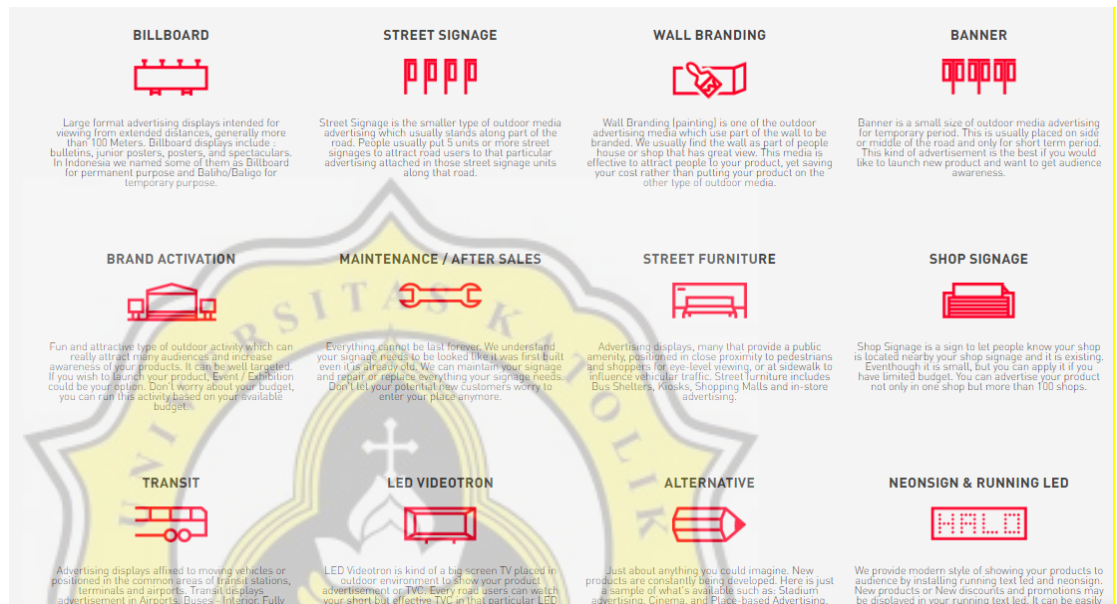 BILLBOARD
Large format advertising displays intended for
viewing from extended distances, generally more
than 100 Meters. Billboard displays include :
bulletins, junior posters, posters, and spectaculars.
In Indonesia we named some of them as Billboard
for permanent purpose and Baliho/Baligo for
temporary purpose.
STREET SIGNAGE
Street Signage is the smaller type of outdoor media
advertising which usually stands along part of the
road. People usually put 5 units or more street
signages to attract road users to that particular
advertising attached in those street signage units
along that road.
WALL BRANDING
Wall Branding (painting) is one of the outdoor
advertising media which use part of the wall to be
branded. We usually find the wall as part of people
house or shop that has great view. This media is
effective to attract people to your product, yet saving
your cost rather than putting your product on the
other type of outdoor media.
BANNER
Banner is a small size of outdoor media advertising
for temporary period. This is usually placed on side
or middle of the road and only for short term period.
This kind of advertisement is the best if you would
like to launch new product and want to get audience
awareness.
BRAND ACTIVATION
Fun and attractive type of outdoor activity which can
really attract many audiences and increase
awareness of your products. It can be well targeted.
If you wish to launch your product, Event / Exhibition
could be your option. Don't worry about your budget,
you can run this activity based on your available
budget.
MAINTENANCE / AFTER SALES
Everything cannot be last forever. We understand
your signage needs to be looked like it was first built
even it is already old. We can maintain your signage
and repair or replace everything your signage needs.
Don't let your potential new customers worry to
enter your place anymore.
STREET FURNITURE
Advertising displays, many that provide a public
amenity, positioned in close proximity to pedestrians
and shoppers for eye-level viewing, or at sidewalk to
influence vehicular traffic. Street furniture includes
Bus Shelters, Kiosks, Shopping Malls and in-store
advertising.
SHOP SIGNAGE
Shop Signage is a sign to let people know your shop
is located nearby your shop signage and it is existing.
Eventhough it is small, but you can apply it if you
have limited budget. You can advertise your product
not only in one shop but more than 100 shops.
TRANSIT
Advertising displays affixed to moving vehicles or
positioned in the common areas of transit stations,
terminals and airports. Transit displays
advertisement in Airports, Buses - Interior, Fully
LED VIDEOTRON
LED Videotron is kind of a big screen TV placed in
outdoor environment to show your product
advertisement or TVC. Every road users can watch
your short but effective TVC in that particular LED
ALTERNATIVE
Just about anything you could imagine. New
products are constantly being developed. Here is just
a sample of what's available such as: Stadium
advertising, Cinema, and Place-based Advertising,
NEONSIGN & RUNNING LED
HALO
We provide modern style of showing your products to
audience by installing running text led and neonsign.
New products or New discounts and promotions may
be displayed in your running text led. It can be easily
UNIVERSITAS KATOLIK